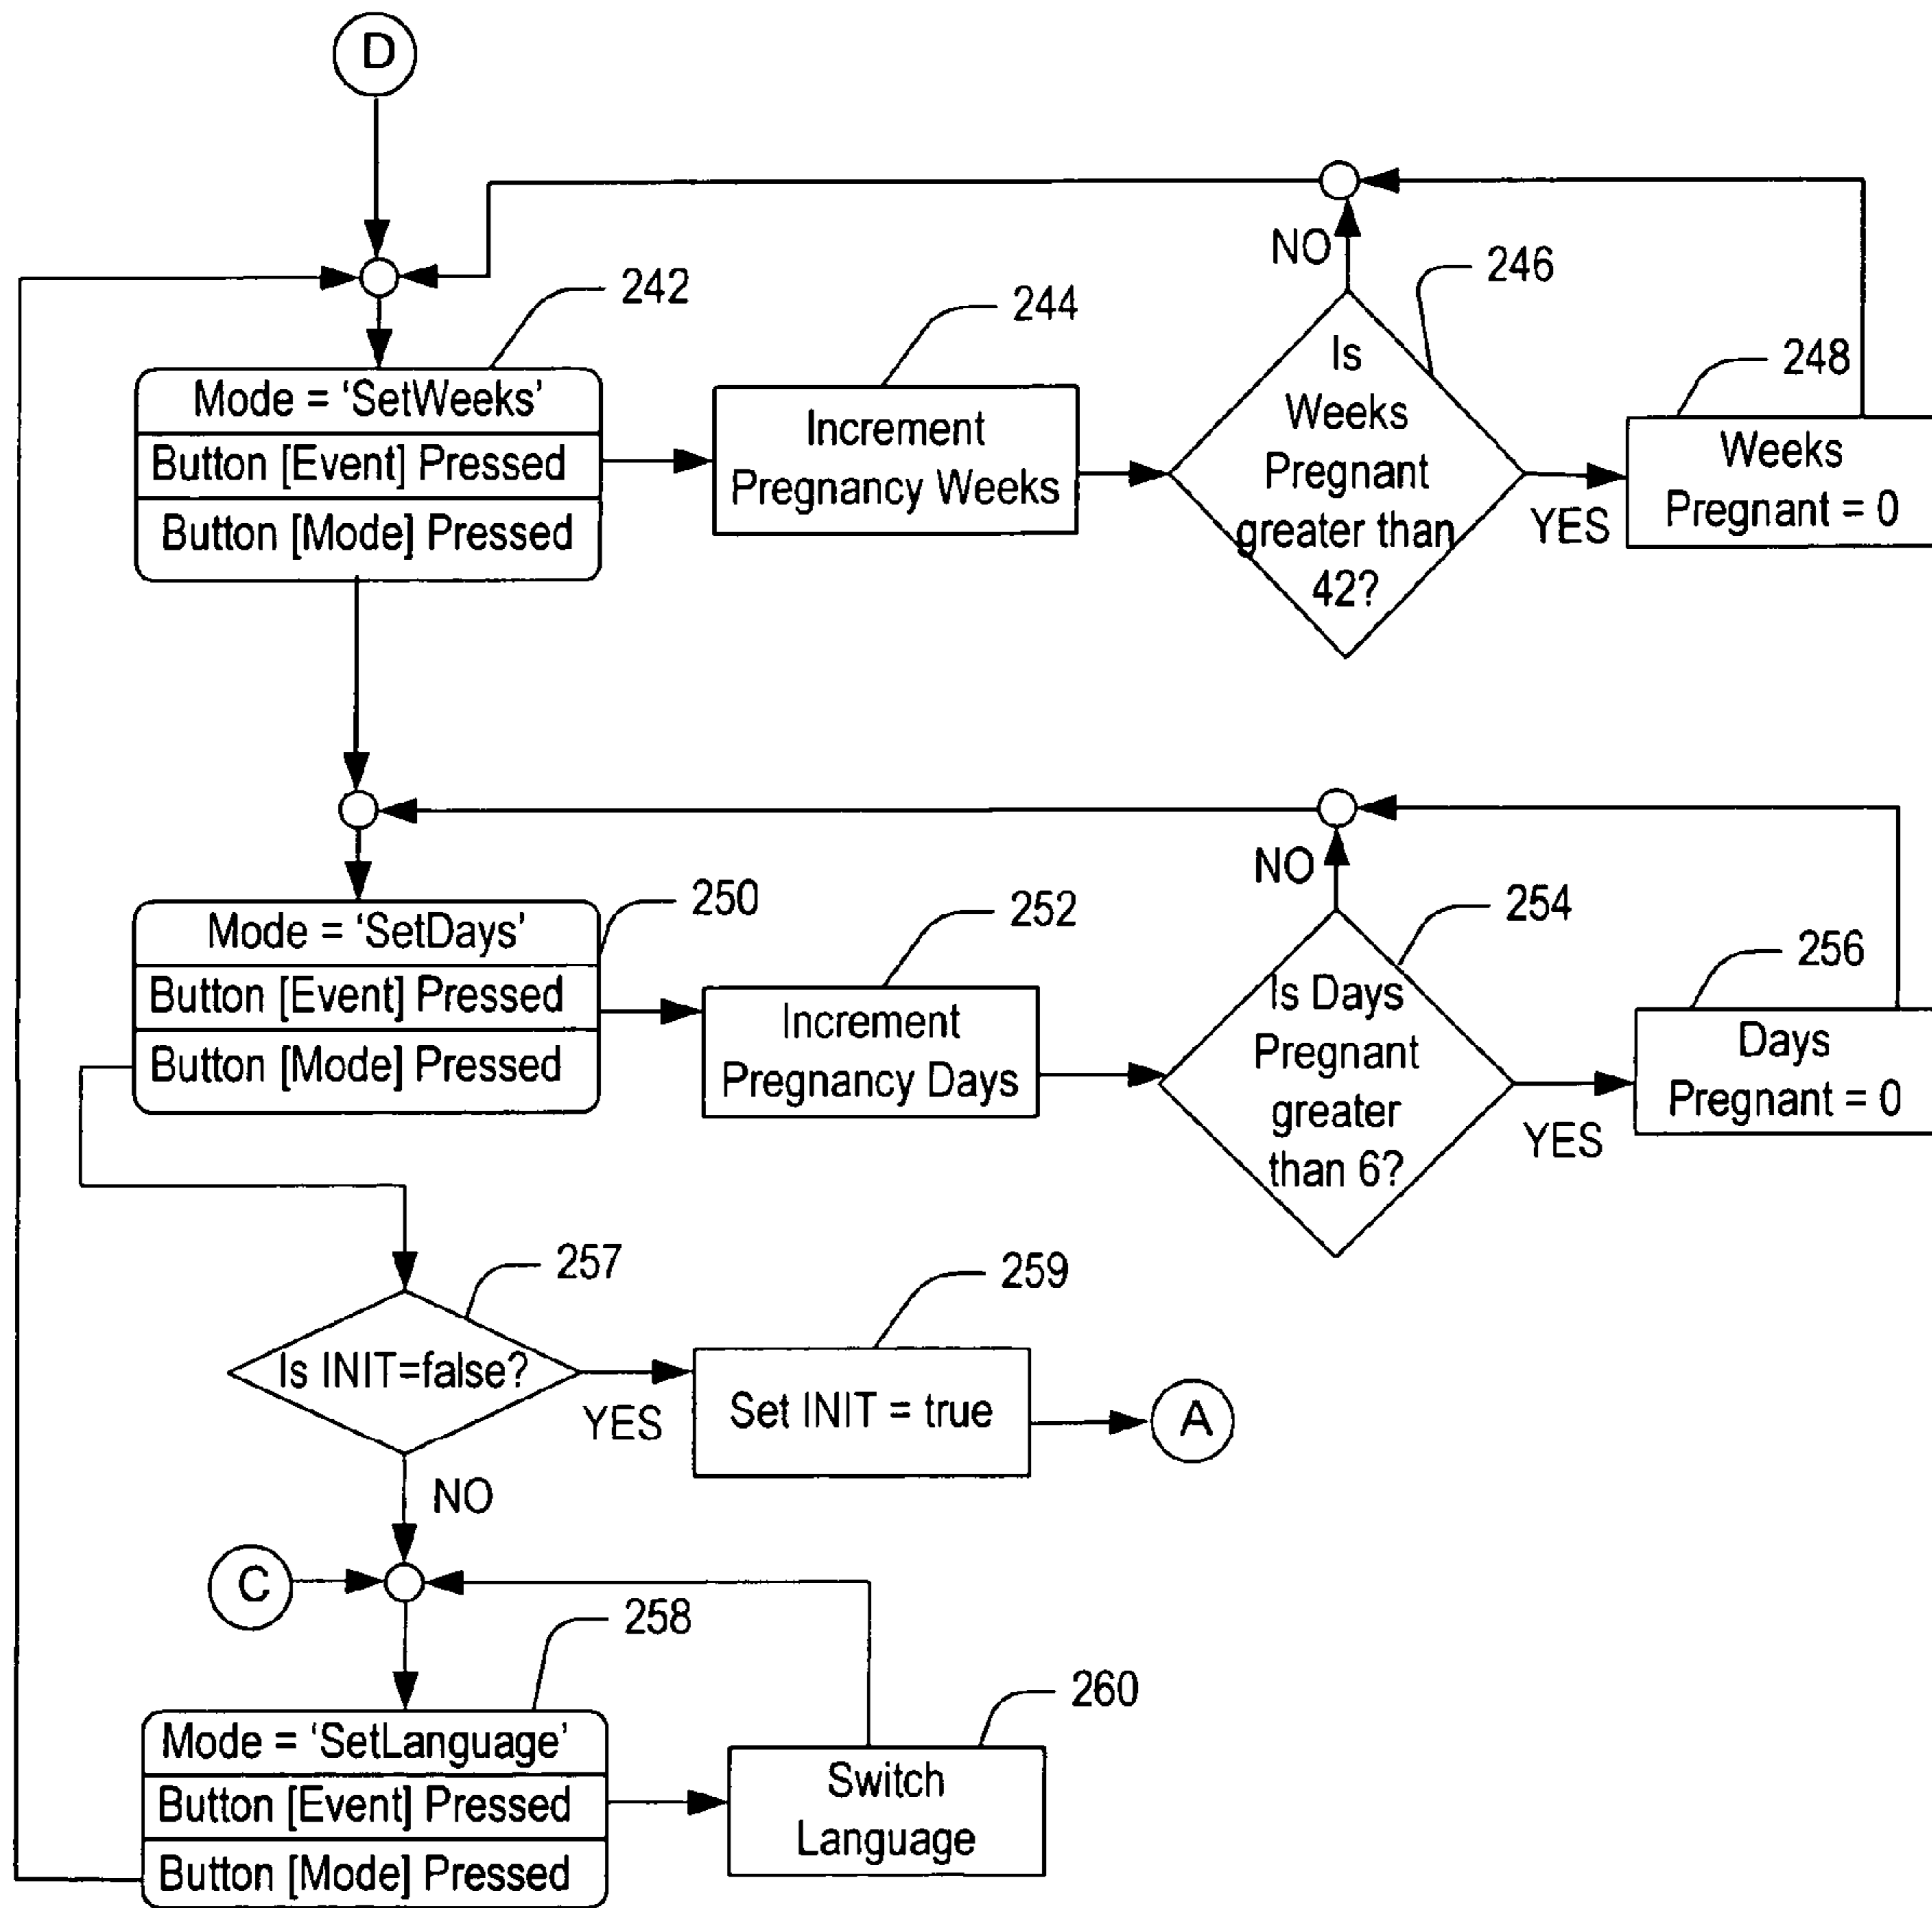 D
NO
242
244
246
248
Mode = ‘SetWeeks’
Button [Event] Pressed
Button [Mode] Pressed
Increment
Pregnancy Weeks
Is
Weeks
Pregnant
greater than
42?
YES
Weeks
Pregnant = 0
NO
250
252
254
256
Mode = ‘SetDays’
Button [Event] Pressed
Button [Mode] Pressed
Increment
Pregnancy Days
Is Days
Pregnant
greater
than 6?
YES
Days
Pregnant = 0
257
259
Is INIT=false?
YES
Set INIT = true
A
NO
C
258
260
Mode = ‘SetLanguage’
Button [Event] Pressed
Button [Mode] Pressed
Switch
Language